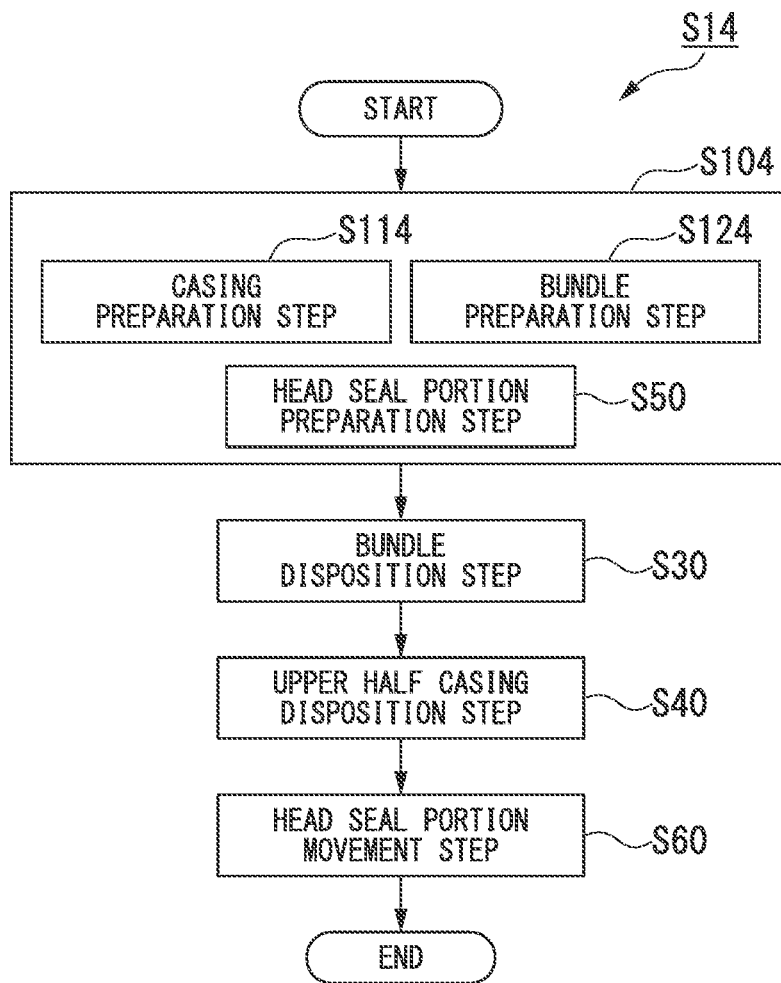 S14
START
S104
S114
S124
CASING
PREPARATION STEP
BUNDLE
PREPARATION STEP
HEAD SEAL PORTION
PREPARATION STEP
S50
BUNDLE
DISPOSITION STEP
S30
UPPER HALF CASING
DISPOSITION STEP
S40
HEAD SEAL PORTION
MOVEMENT STEP
S60
END